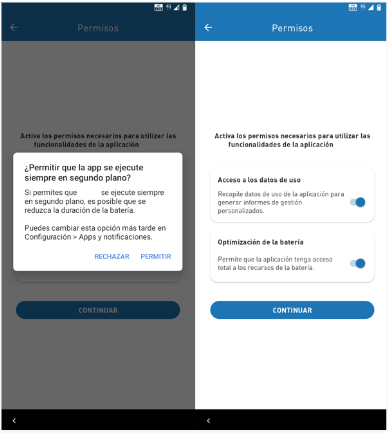 Permisos
Activa los permisos necesarios para utilizar las
funcionalidades de la aplicación
¿Permitir que la app se ejecute
siempre en segundo plano?
Si permites que se ejecute siempre
en segundo plano, es posible que se
reduzca la duración de la batería.
Puedes cambiar esta opción más tarde en
Configuración > Apps y notificaciones.
RECHAZAR PERMITIR
CONTINUAR
Permisos
Activa los permisos necesarios para utilizar las
funcionalidades de la aplicación
Acceso a los datos de uso
Recopile datos de uso de la aplicación para
generar informes de gestión
personalizados.
Optimización de la batería
Permite que la aplicación tenga acceso
total a los recursos de la batería.
CONTINUAR